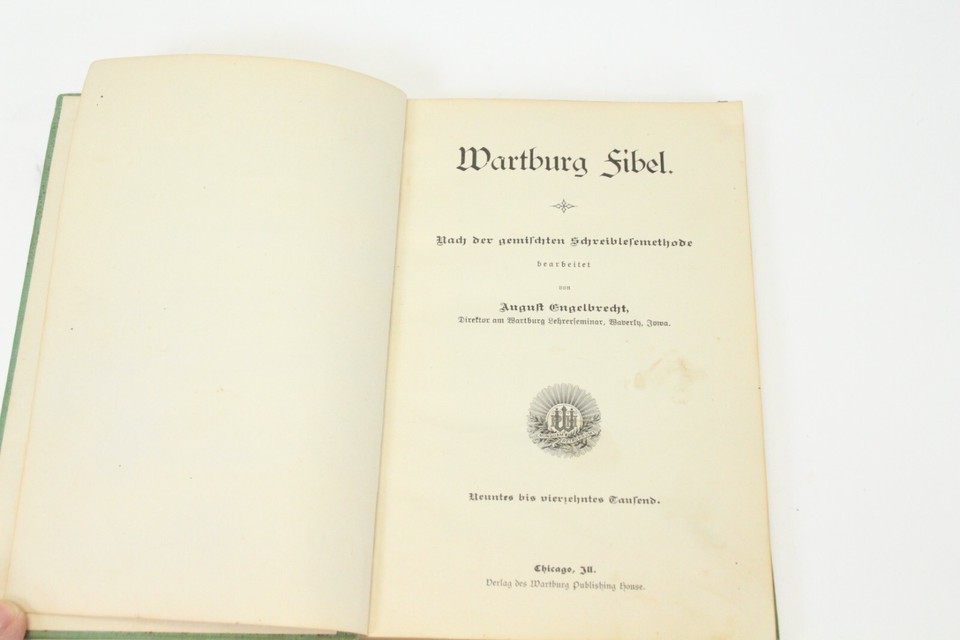 Wartburg Fibel.
Nach der gemischten Schreiblesemethode
bearbeitet
von
August Engelbrecht,
Direktor am Wartburg Lehrerseminar, Waverly, Iowa.
Neuntes bis vierzehntes Tausend.
Chicago, Ill.
Verlag des Wartburg Publishing House.